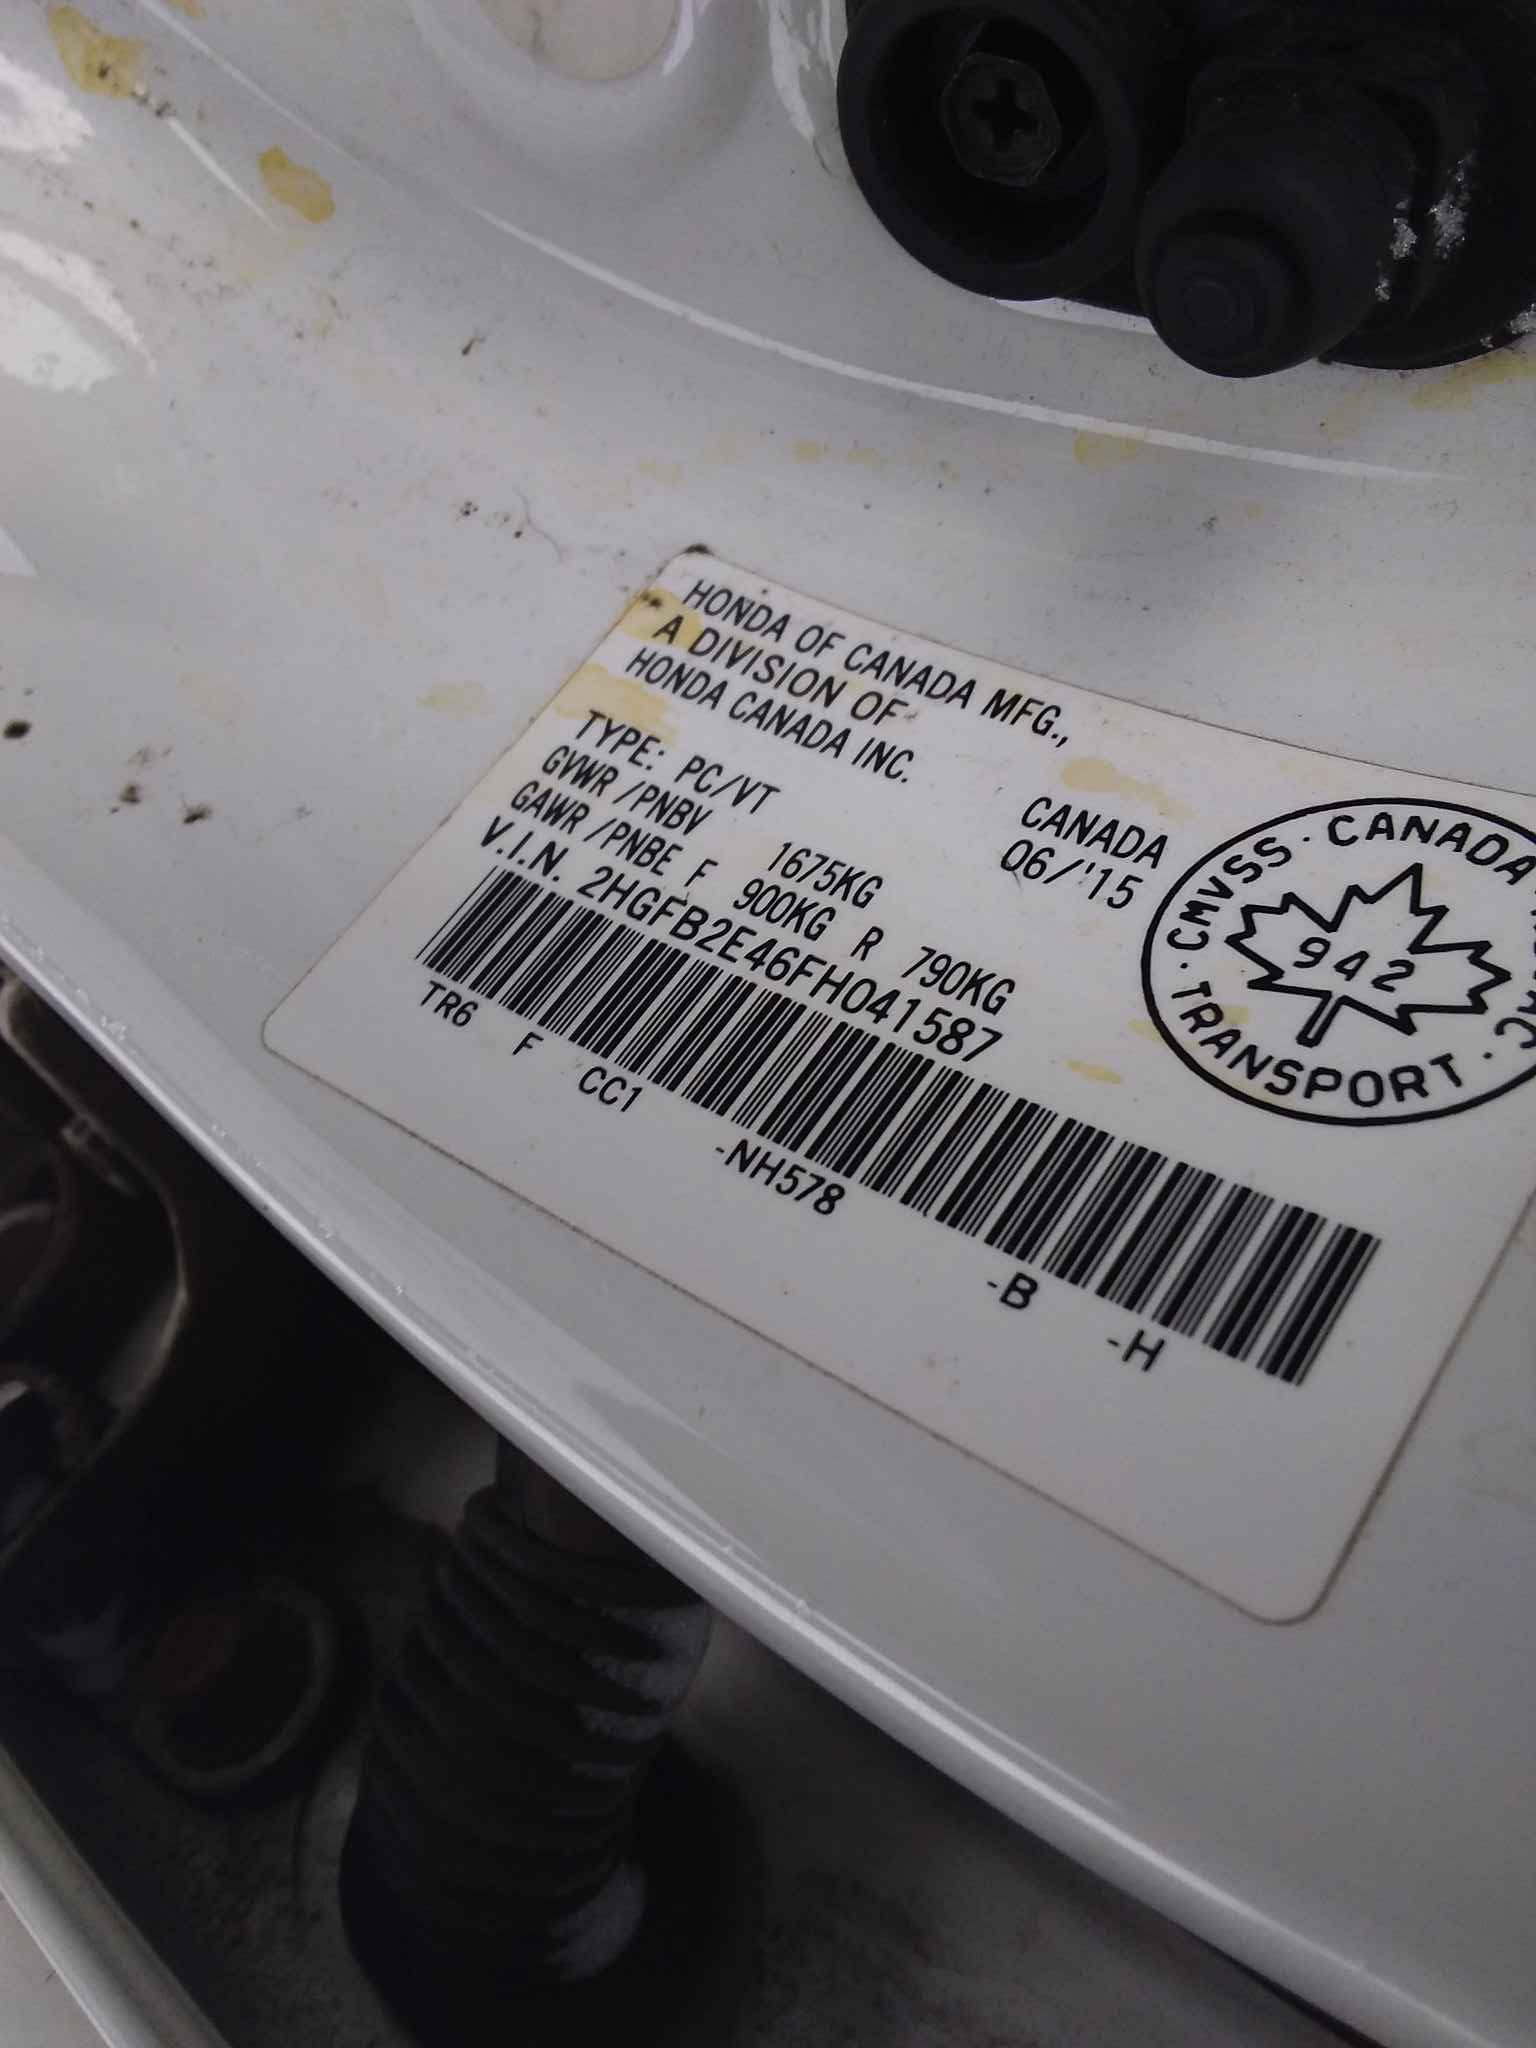 HONDA OF CANADA MFG.,
A DIVISION OF
HONDA CANADA INC.
CANADA
06/'15
TYPE: PC/VT
GVWR/PNBV 1675KG
GAWR/PNBE F 900KG R 790KG
V.I.N. 2HGFB2E46FH041587
TR6 F CC1 -NH578 -B -H
CMVSS · CANADA
942
TRANSPORT